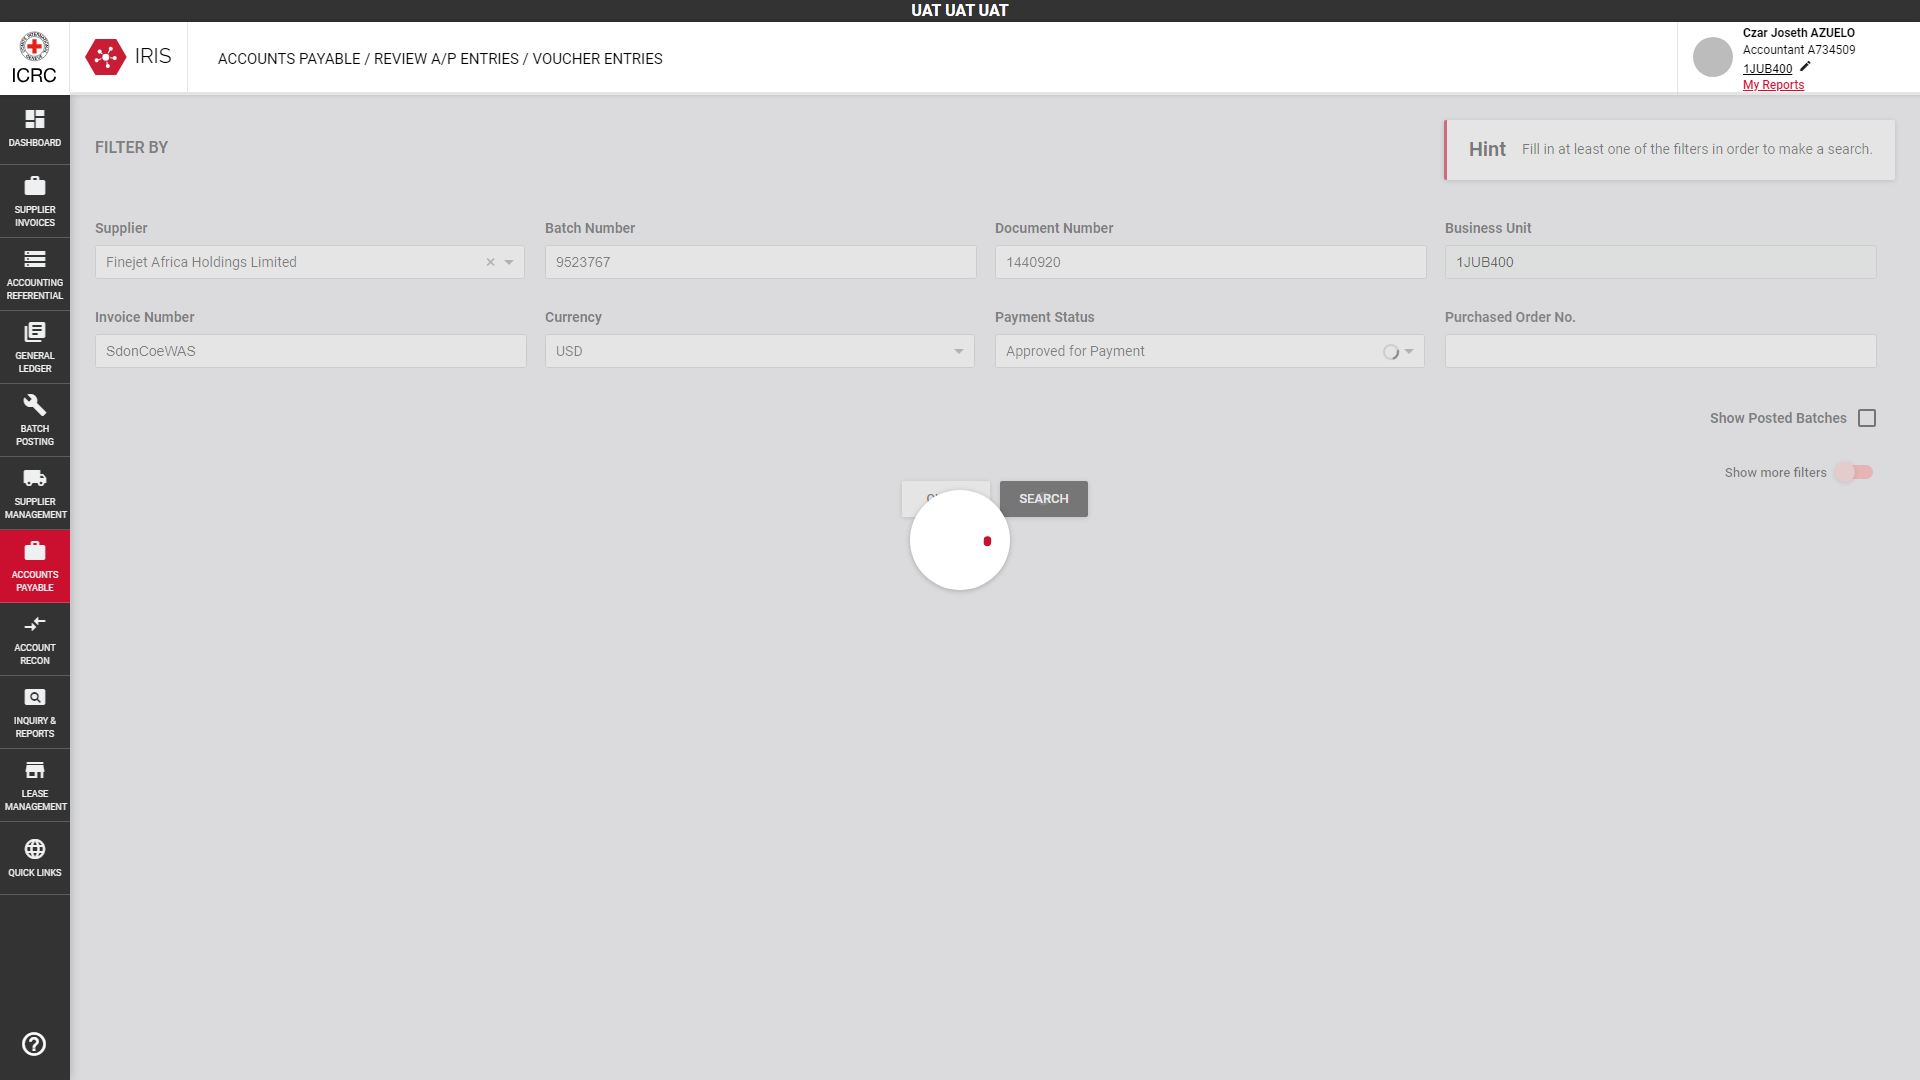 UAT UAT UAT
ICRC
IRIS
ACCOUNTS PAYABLE / REVIEW A/P ENTRIES / VOUCHER ENTRIES
Czar Joseth AZUELO
Accountant A734509
1JUB400
My Reports
DASHBOARD
SUPPLIER
INVOICES
ACCOUNTING
REFERENTIAL
GENERAL
LEDGER
BATCH
POSTING
SUPPLIER
MANAGEMENT
ACCOUNTS
PAYABLE
ACCOUNT
RECON
INQUIRY &
REPORTS
LEASE
MANAGEMENT
QUICK LINKS
FILTER BY
Hint Fill in at least one of the filters in order to make a search.
Supplier
Finejet Africa Holdings Limited
Batch Number
9523767
Document Number
1440920
Business Unit
1JUB400
Invoice Number
SdonCoeWAS
Currency
USD
Payment Status
Approved for Payment
Purchased Order No.
Show Posted Batches
Show more filters
SEARCH